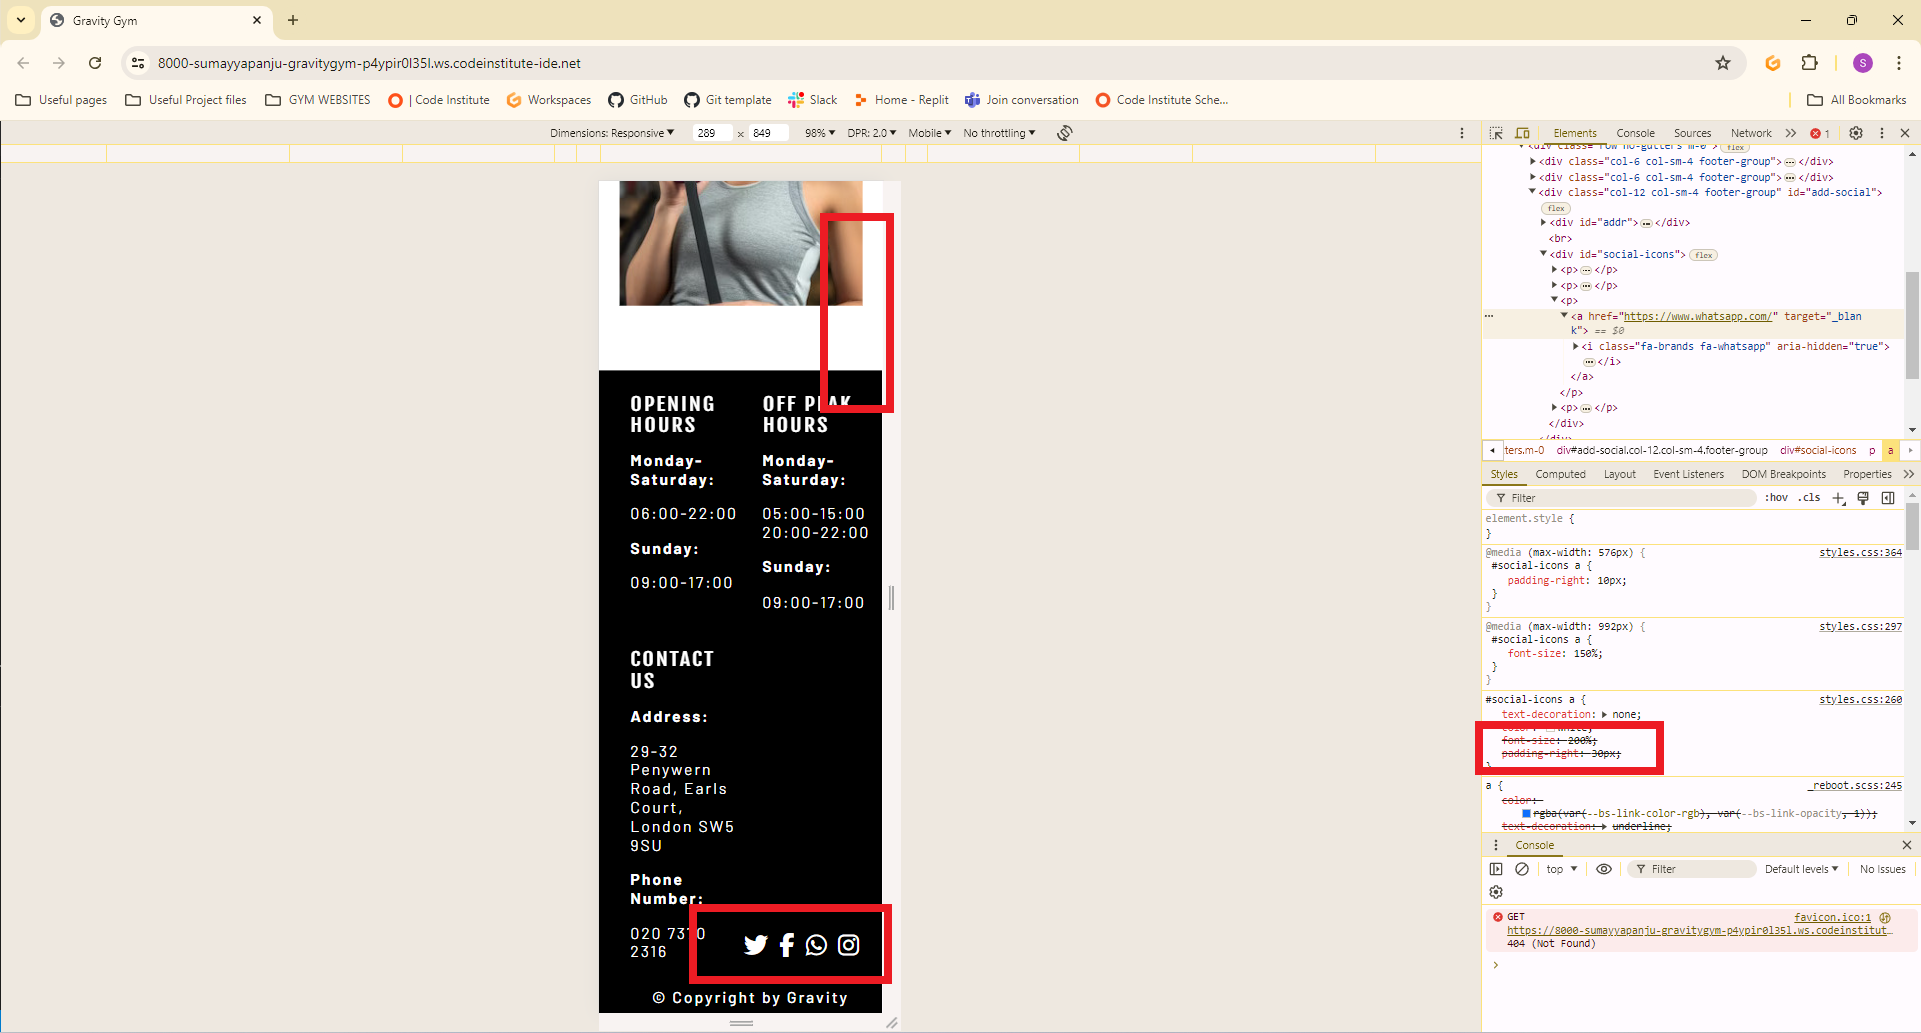 Gravity Gym
8000-sumayyapanju-gravitygym-p4ypir0l35l.ws.codeinstitute-ide.net
S
Useful pages
Useful Project files
GYM WEBSITES
| Code Institute
Workspaces
GitHub
Git template
Slack
Home - Replit
Join conversation
Code Institute Sche...
All Bookmarks
Dimensions: Responsive
289 x 849
98%
DPR: 2.0
Mobile
No throttling
OPENING
HOURS
Monday-
Saturday:
06:00-22:00
Sunday:
09:00-17:00
OFF PEAK
HOURS
Monday-
Saturday:
05:00-15:00
20:00-22:00
Sunday:
09:00-17:00
CONTACT
US
Address:
29-32
Penywern
Road, Earls
Court,
London SW5
9SU
Phone
Number:
020 7370
2316
© Copyright by Gravity
Elements
Console
Sources
Network
1
<div class="row no-gutters m-0"> flex
<div class="col-6 col-sm-4 footer-group"> … </div>
<div class="col-6 col-sm-4 footer-group"> … </div>
<div class="col-12 col-sm-4 footer-group" id="add-social">
flex
<div id="addr"> … </div>
<br>
<div id="social-icons"> flex
<p> … </p>
<p> … </p>
<p>
<a href="https://www.whatsapp.com/" target="_blan
k"> == $0
<i class="fa-brands fa-whatsapp" aria-hidden="true">
… </i>
</a>
</p>
<p> … </p>
</div>
</div>
ters.m-0 div#add-social.col-12.col-sm-4.footer-group div#social-icons p a
Styles
Computed
Layout
Event Listeners
DOM Breakpoints
Properties
Filter
:hov .cls
element.style {
}
@media (max-width: 576px) { styles.css:364
#social-icons a {
padding-right: 10px;
}
}
@media (max-width: 992px) { styles.css:297
#social-icons a {
font-size: 150%;
}
}
#social-icons a { styles.css:260
text-decoration: none;
color: white;
font-size: 200%;
padding-right: 30px;
}
a { _reboot.scss:245
color:
rgba(var(--bs-link-color-rgb), var(--bs-link-opacity, 1));
text-decoration: underline;
Console
top
Filter
Default levels
No Issues
GET favicon.ico:1
https://8000-sumayyapanju-gravitygym-p4ypir0l35l.ws.codeinstitut…
404 (Not Found)